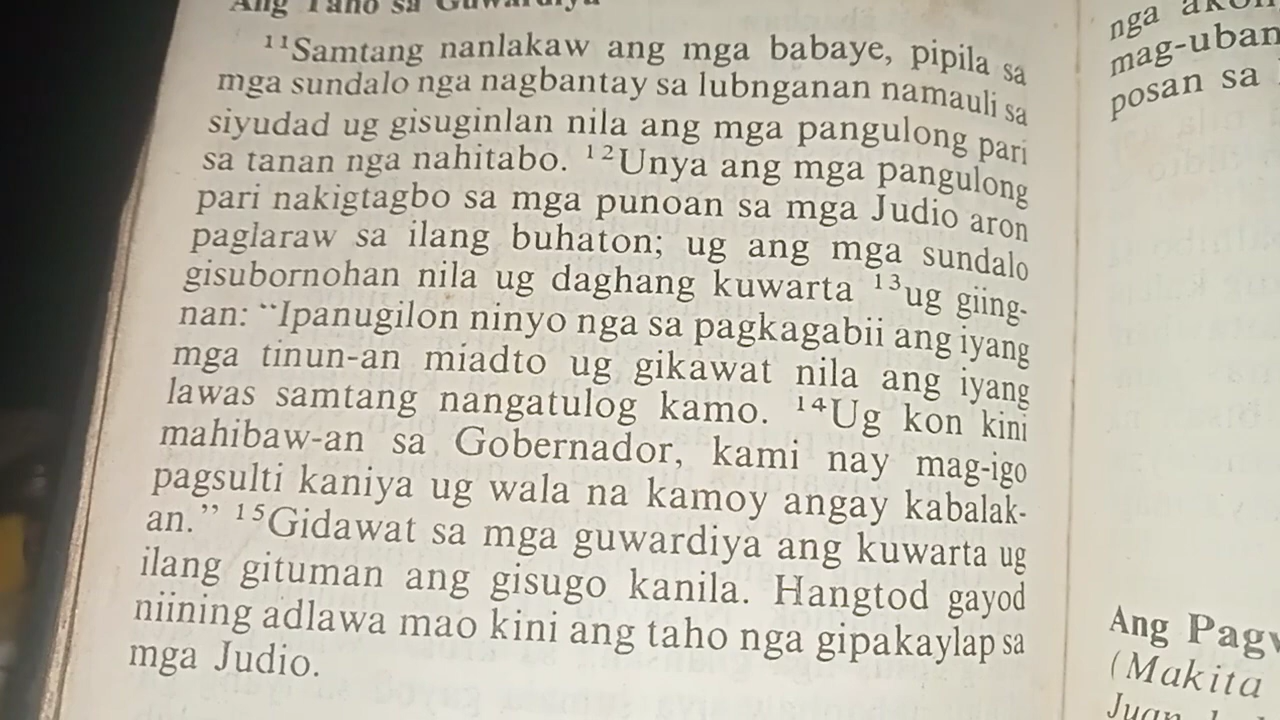 Ang Taho sa Guwardiya
¹¹Samtang nanlakaw ang mga babaye, pipila sa
mga sundalo nga nagbantay sa lubnganan namauli sa
siyudad ug gisuginlan nila ang mga pangulong pari
sa tanan nga nahitabo. ¹²Unya ang mga pangulong
pari nakigtagbo sa mga punoan sa mga Judio aron
paglaraw sa ilang buhaton; ug ang mga sundalo
gisubornohan nila ug daghang kuwarta ¹³ug giing-
nan: “Ipanugilon ninyo nga sa pagkagabii ang iyang
mga tinun-an miadto ug gikawat nila ang iyang
lawas samtang nangatulog kamo. ¹⁴Ug kon kini
mahibaw-an sa Gobernador, kami nay mag-igo
pagsulti kaniya ug wala na kamoy angay kabalak-
an.” ¹⁵Gidawat sa mga guwardiya ang kuwarta ug
ilang gituman ang gisugo kanila. Hangtod gayod
niining adlawa mao kini ang taho nga gipakaylap sa
mga Judio.
nga
mag-uban
posan sa
Ang
(Makita